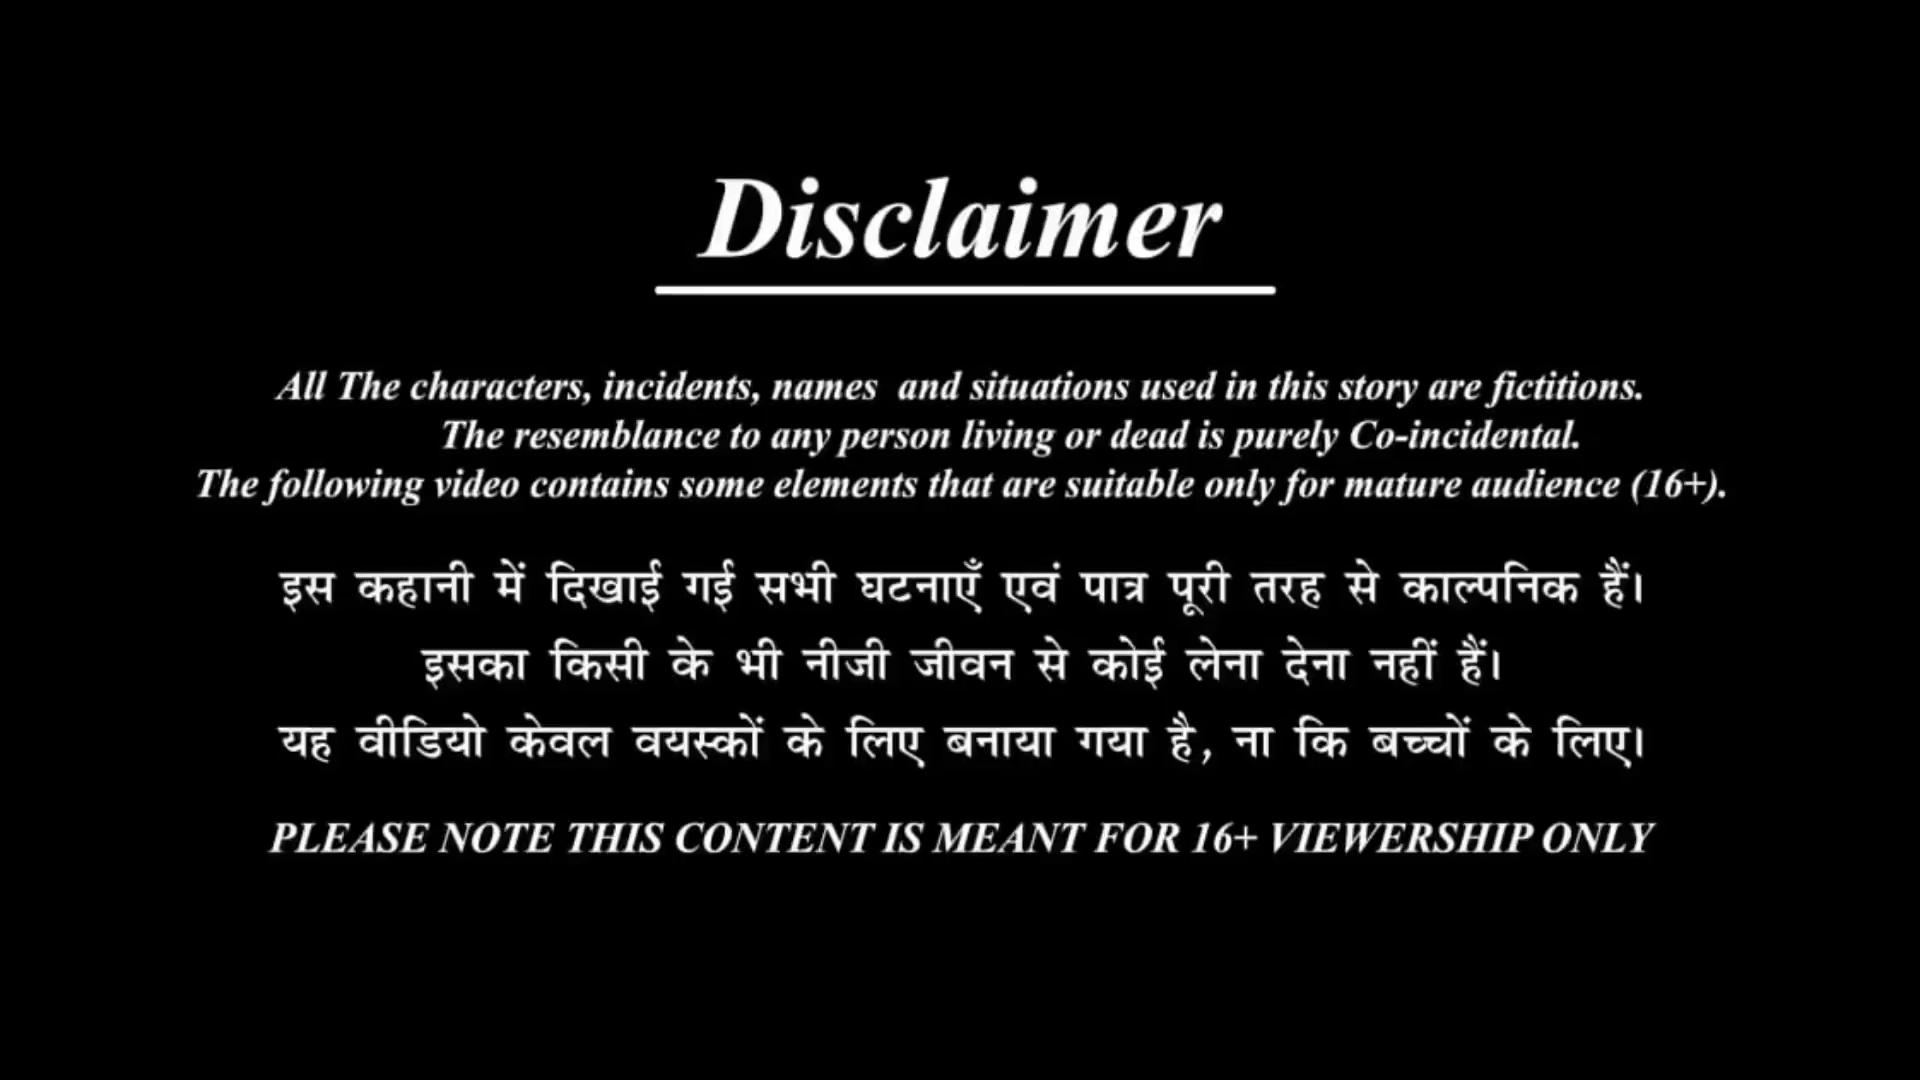 Disclaimer
All The characters, incidents, names  and situations used in this story are fictitions.
The resemblance to any person living or dead is purely Co-incidental.
The following video contains some elements that are suitable only for mature audience (16+).
इस कहानी में दिखाई गई सभी घटनाएँ एवं पात्र पूरी तरह से काल्पनिक हैं।
इसका किसी के भी नीजी जीवन से कोई लेना देना नहीं हैं।
यह वीडियो केवल वयस्कों के लिए बनाया गया है, ना कि बच्चों के लिए।
PLEASE NOTE THIS CONTENT IS MEANT FOR 16+ VIEWERSHIP ONLY